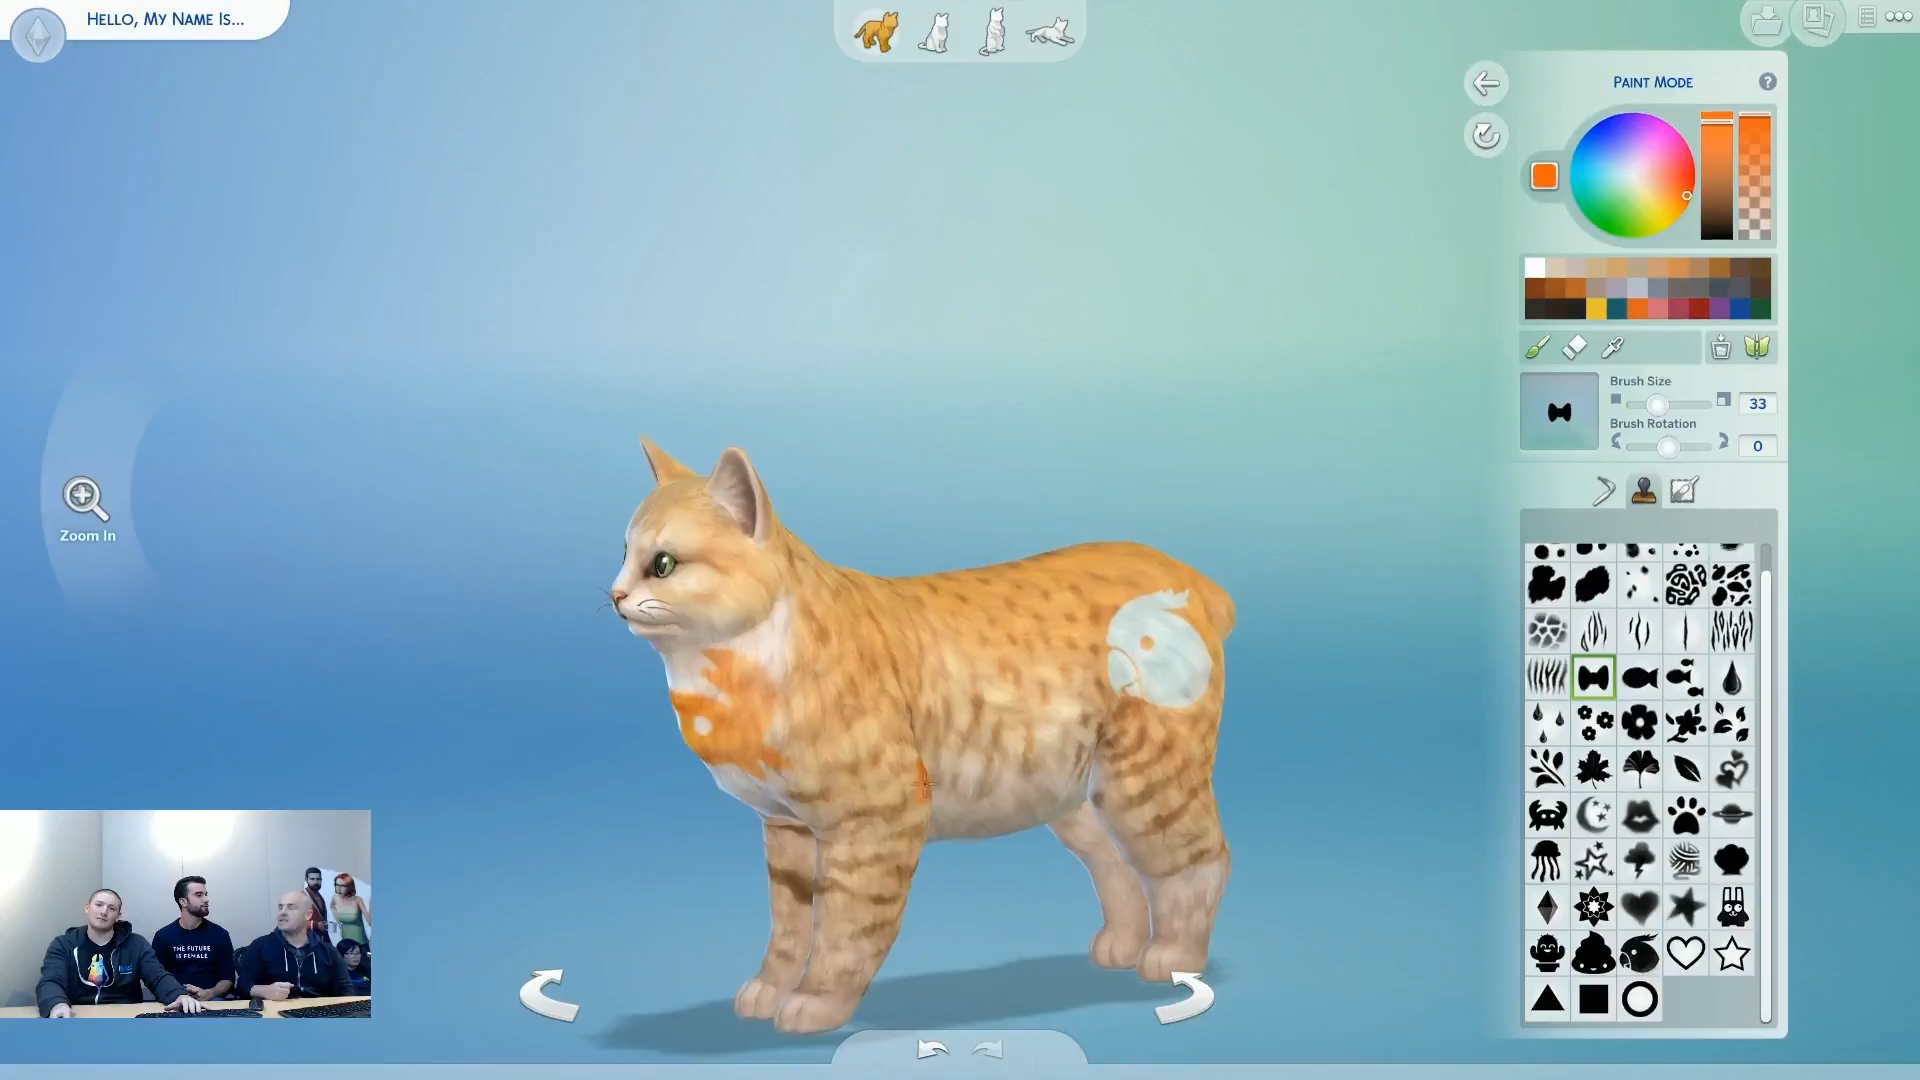 Hello, My Name Is...
Paint Mode
?
Brush Size
33
Brush Rotation
0
Zoom In
THE FUTURE
IS FEMALE